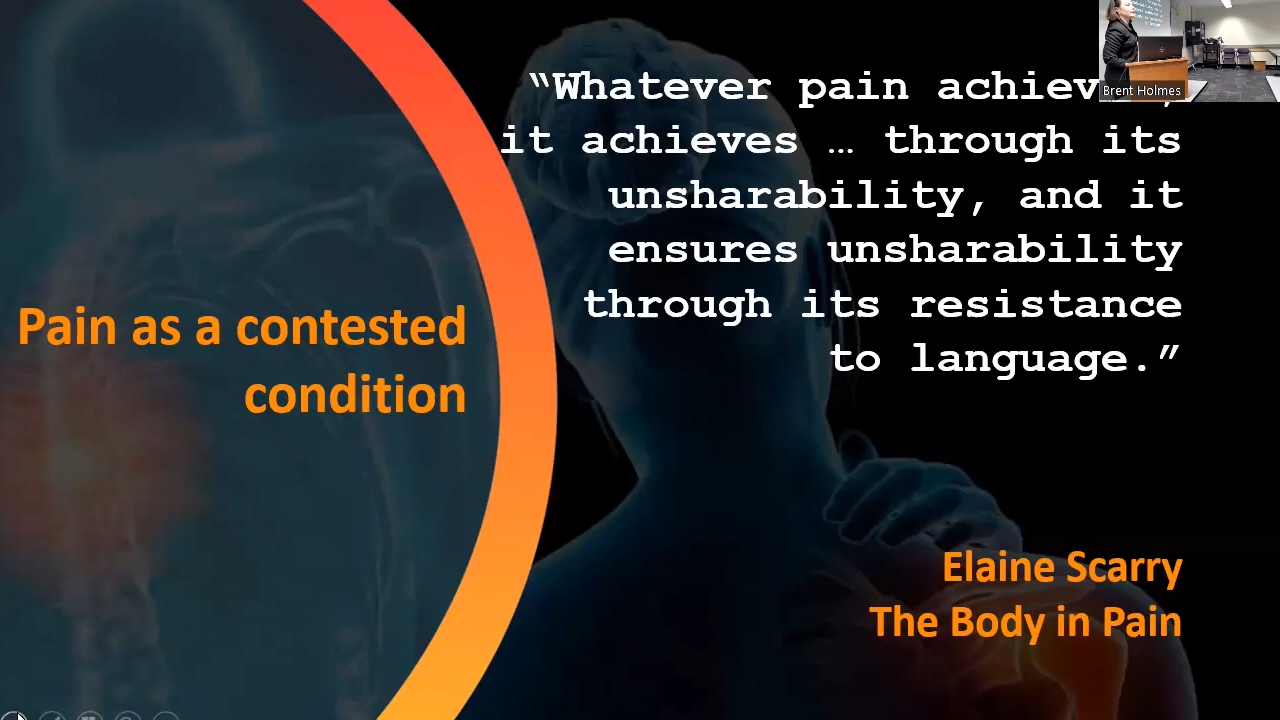 Pain as a contested
condition
“Whatever pain
it achieves … through its
unsharability, and it
ensures unsharability
through its resistance
to language.”
Elaine Scarry
The Body in Pain
Brent Holmes